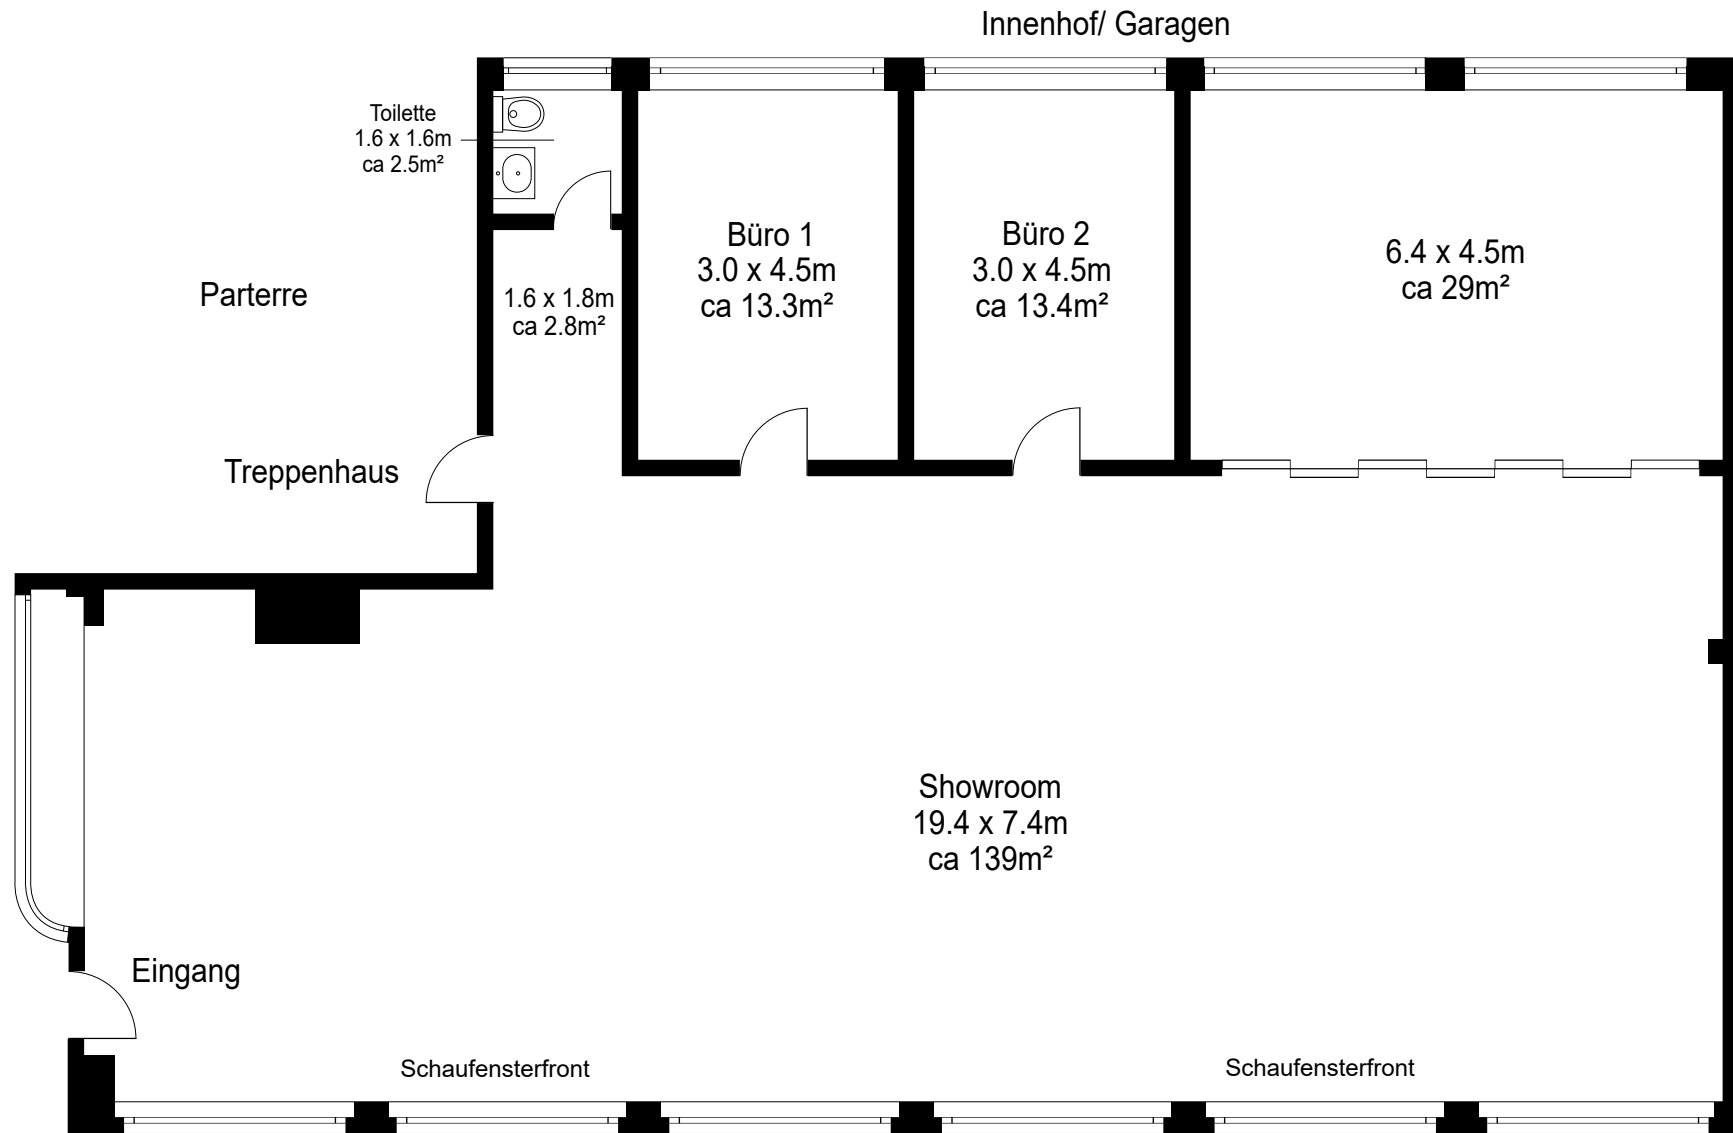 Innenhof/ Garagen
Toilette
1.6 x 1.6m
ca 2.5m²
Büro 1
3.0 x 4.5m
ca 13.3m²
Büro 2
3.0 x 4.5m
ca 13.4m²
6.4 x 4.5m
ca 29m²
Parterre
1.6 x 1.8m
ca 2.8m²
Treppenhaus
Showroom
19.4 x 7.4m
ca 139m²
Eingang
Schaufensterfront
Schaufensterfront